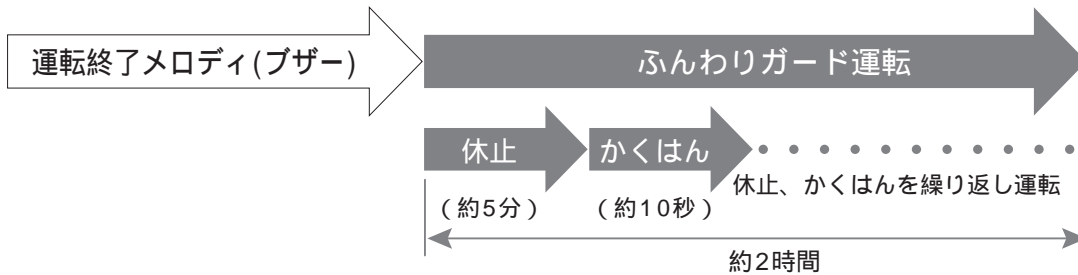 運転終了メロディ(ブザー)
ふんわりガード運転
休止
かくはん
休止、かくはんを繰り返し運転
(約5分)
(約10秒)
約2時間